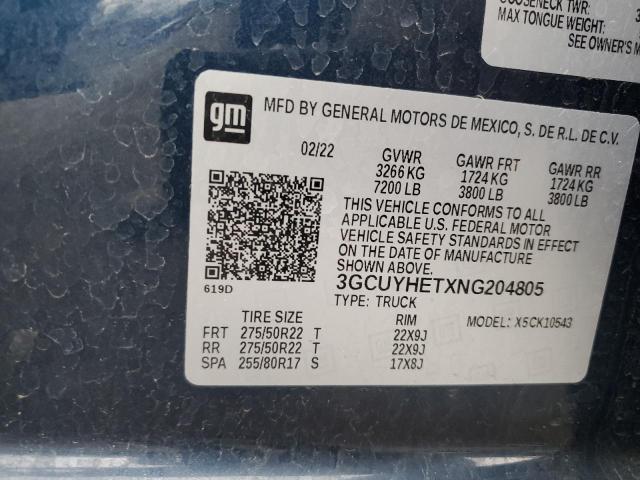 GOOSENECK TWR:
MAX TONGUE WEIGHT:
SEE OWNER'S
gm
MFD BY GENERAL MOTORS DE MEXICO, S. DE R.L. DE C.V.
02/22 GVWR GAWR FRT GAWR RR
3266 KG 1724 KG 1724 KG
7200 LB 3800 LB 3800 LB
THIS VEHICLE CONFORMS TO ALL
APPLICABLE U.S. FEDERAL MOTOR
VEHICLE SAFETY STANDARDS IN EFFECT
ON THE DATE OF MANUFACTURE
SHOWN ABOVE.
619D
3GCUYHETXNG204805
TYPE: TRUCK
MODEL: X5CK10543
TIRE SIZE RIM
FRT 275/50R22 T 22X9J
RR 275/50R22 T 22X9J
SPA 255/80R17 S 17X8J